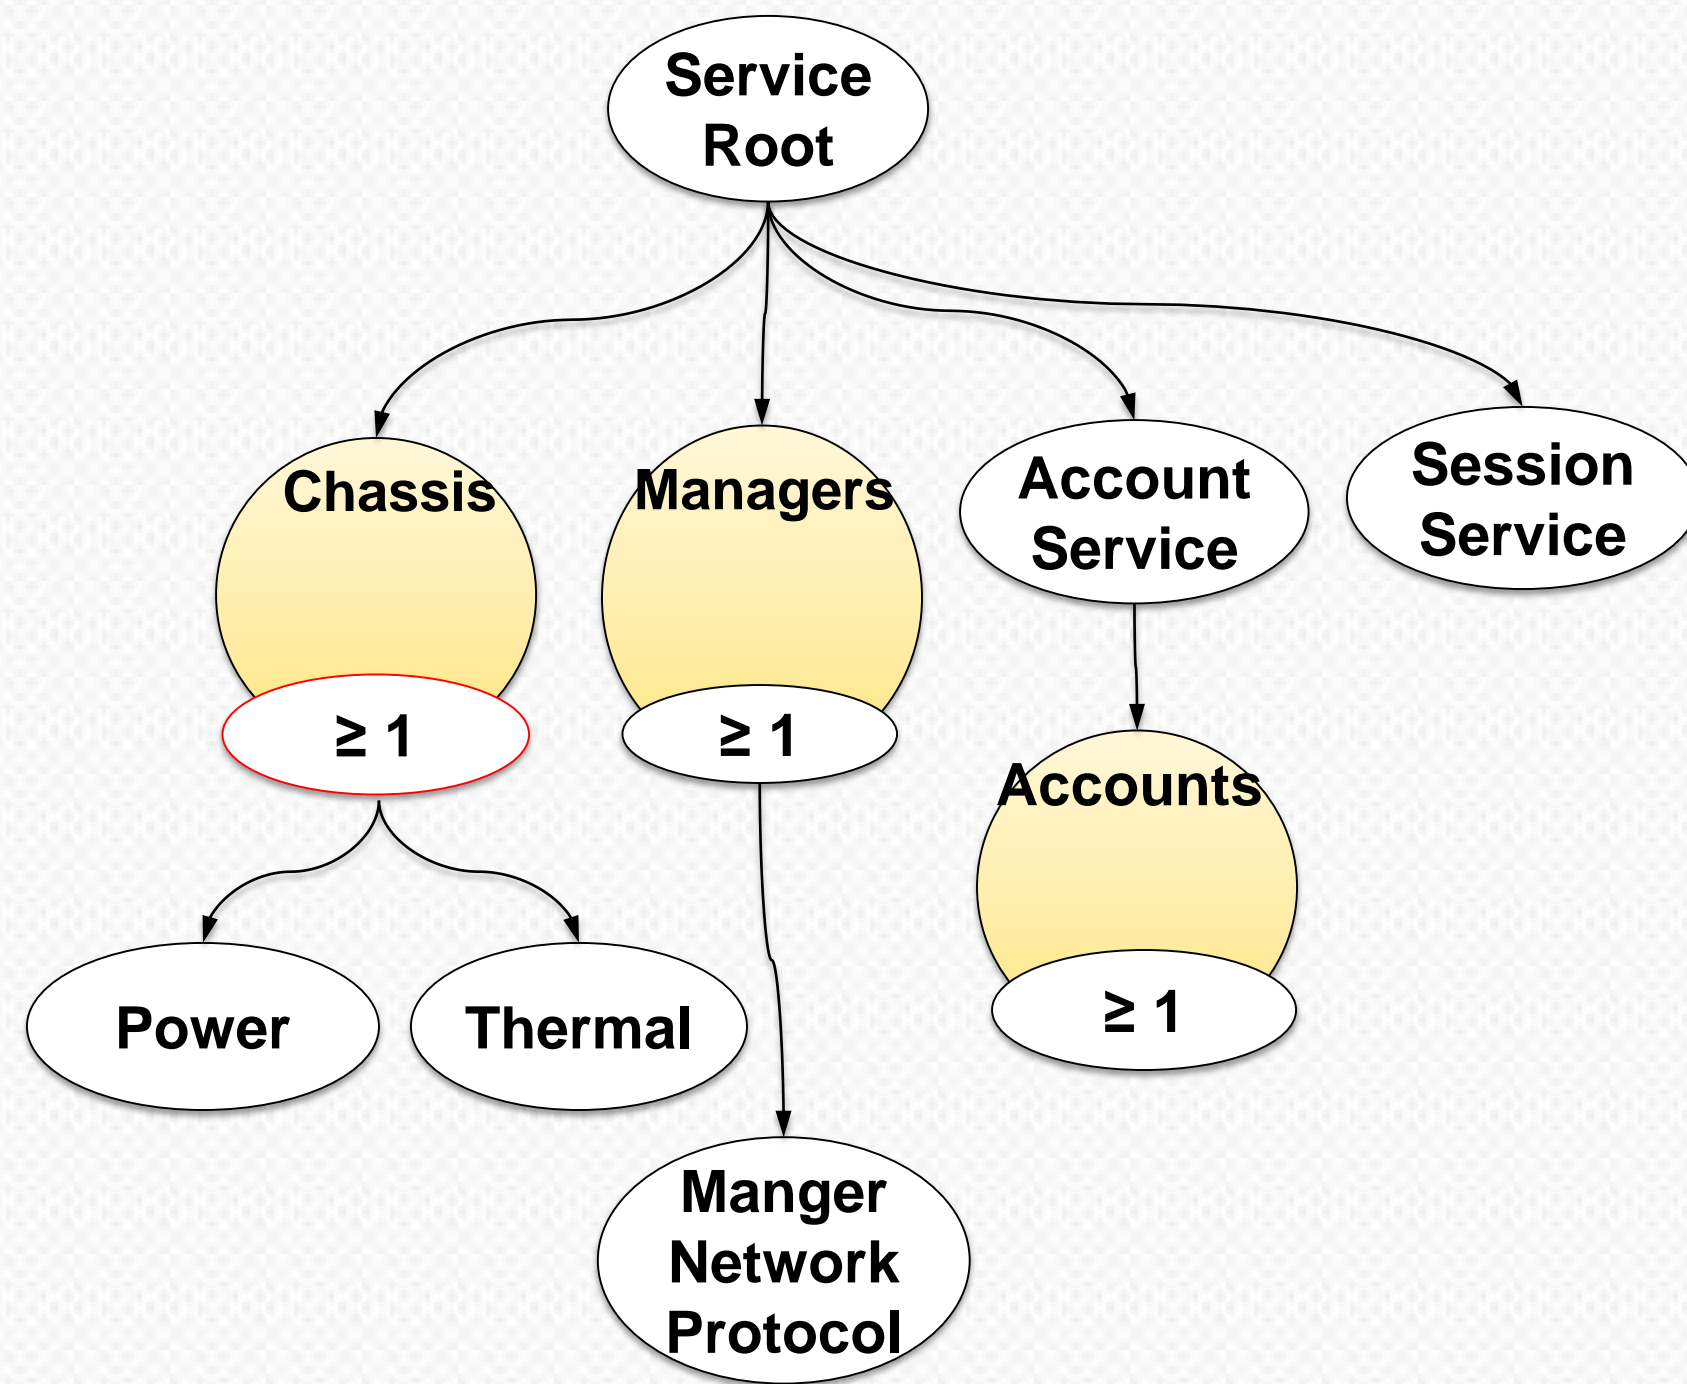 Service
Root
Chassis
Managers
Account
Service
Session
Service
≥ 1
≥ 1
Accounts
≥ 1
Power
Thermal
Manger
Network
Protocol